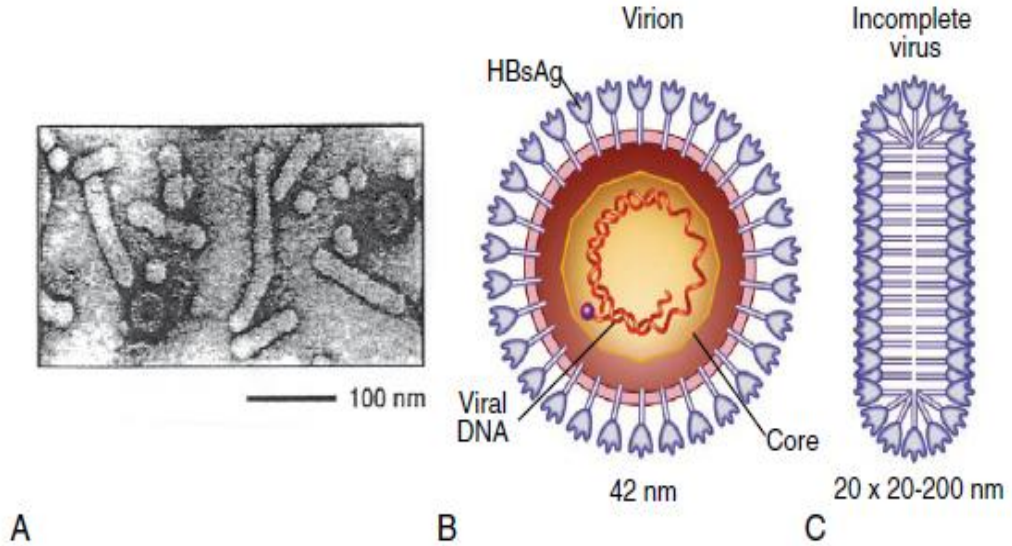 Virion
Incomplete
virus
HBsAg
100 nm
Viral
DNA
Core
42 nm
20 x 20-200 nm
A
B
C